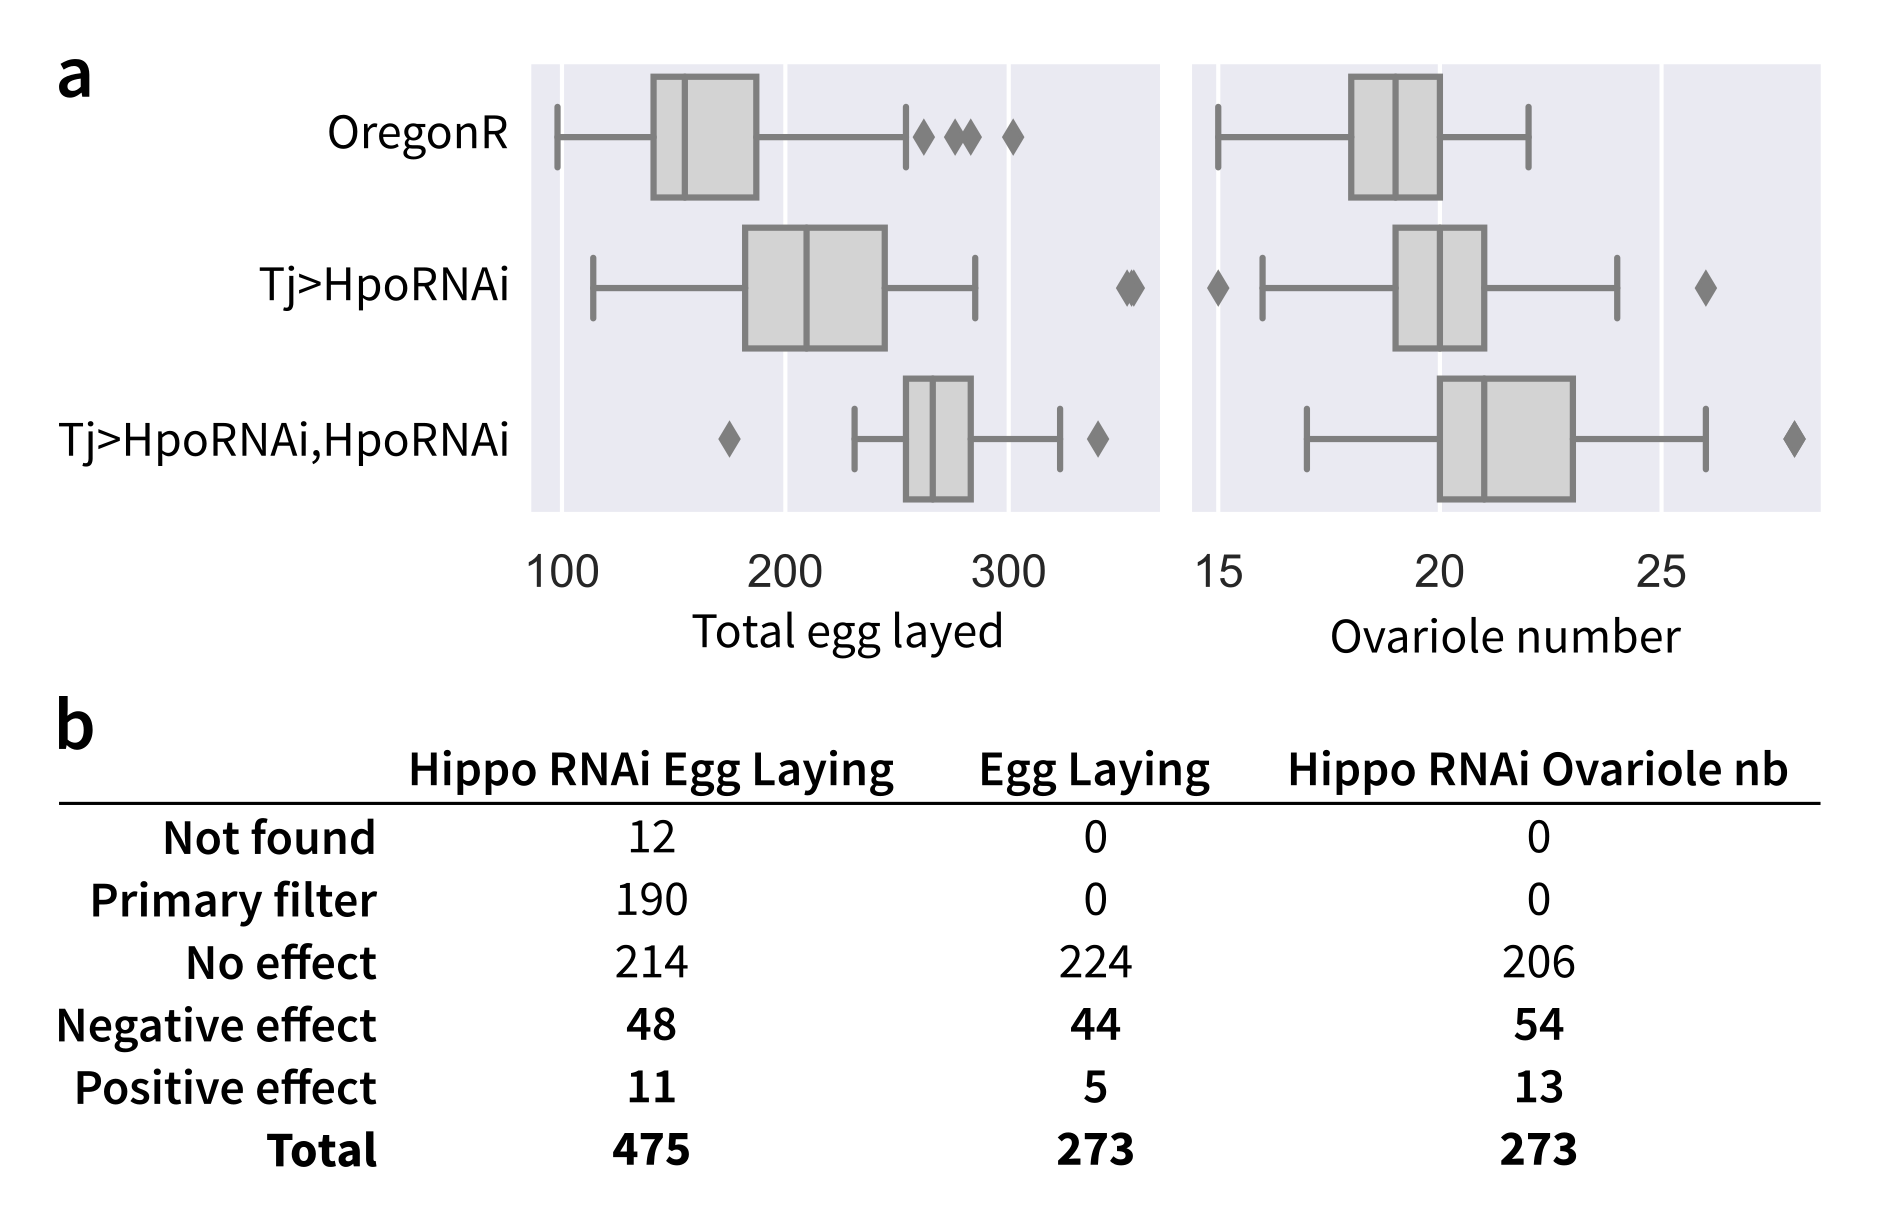 a
OregonR
Tj>HpoRNAi
Tj>HpoRNAi,HpoRNAi
100 200 300 15 20 25
Total egg layed Ovariole number
b
Hippo RNAi Egg Laying Egg Laying Hippo RNAi Ovariole nb
Not found 12 0 0
Primary filter 190 0 0
No effect 214 224 206
Negative effect 48 44 54
Positive effect 11 5 13
Total 475 273 273